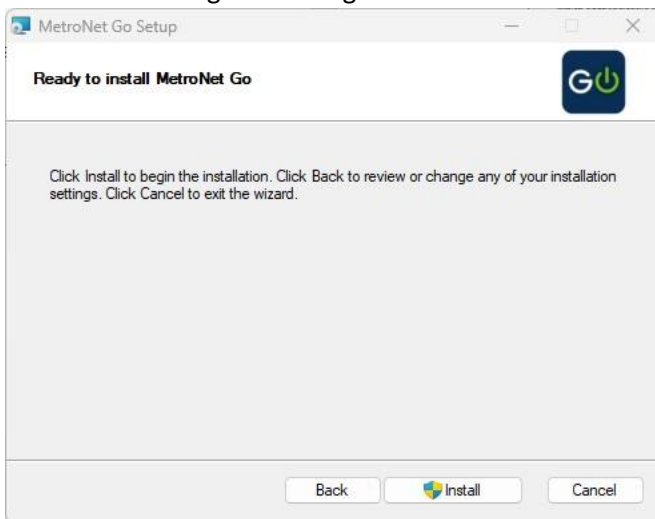 MetroNet Go Setup
Ready to install MetroNet Go
GO
Click Install to begin the installation. Click Back to review or change any of your installation
settings. Click Cancel to exit the wizard.
Back Install Cancel